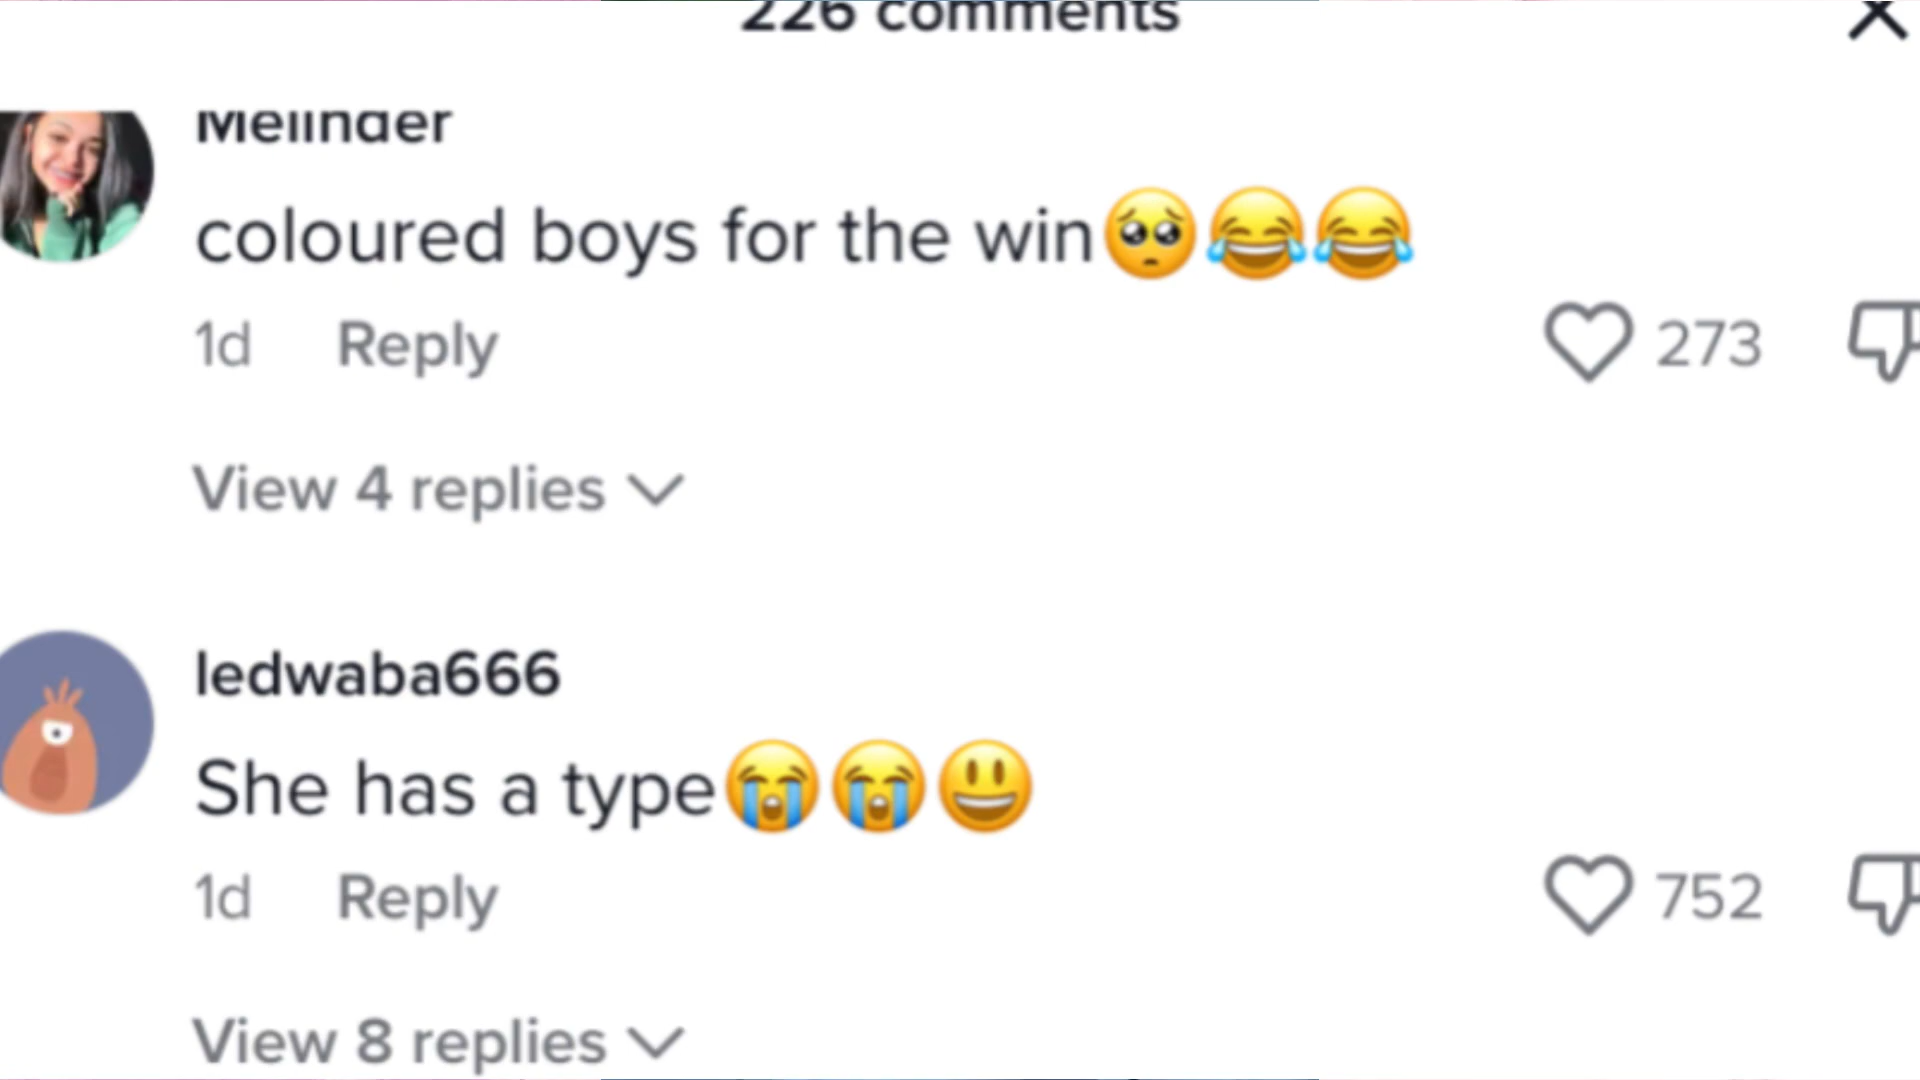 226 comments
Melinder
coloured boys for the win🥺😂😂
1d Reply
273
View 4 replies
ledwaba666
She has a type😭😭😃
1d Reply
752
View 8 replies